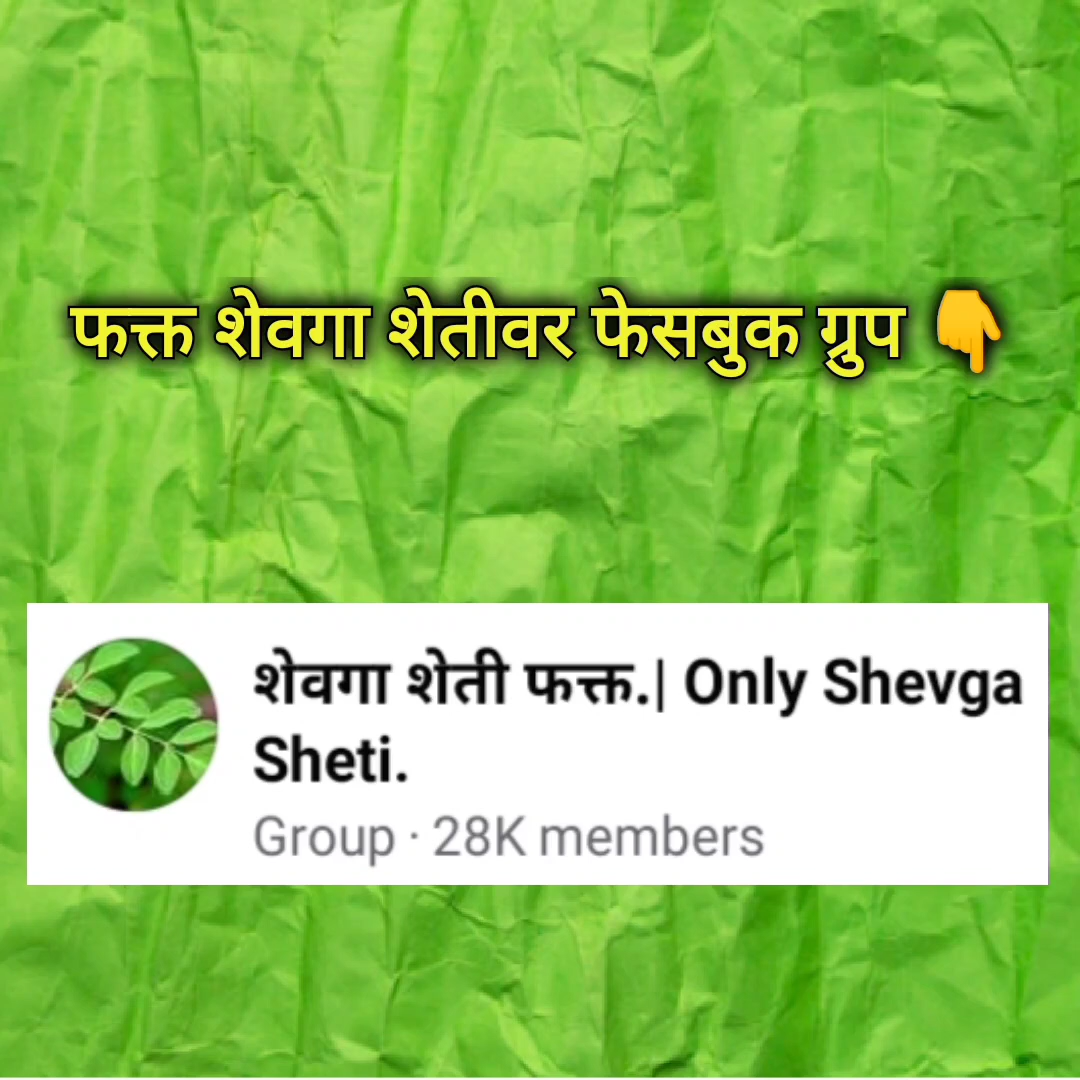 फक्त शेवगा शेतीवर फेसबुक ग्रुप 👇
शेवगा शेती फक्त.| Only Shevga
Sheti.
Group · 28K members